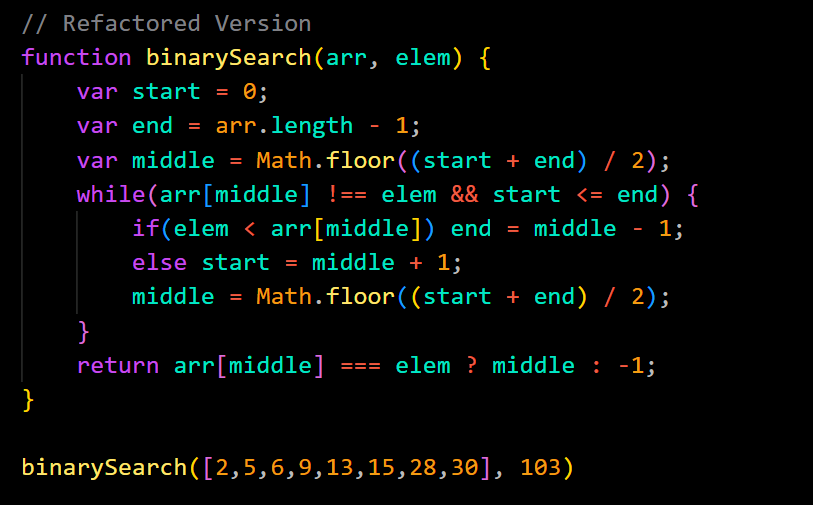 // Refactored Version
function binarySearch(arr, elem) {
    var start = 0;
    var end = arr.length - 1;
    var middle = Math.floor((start + end) / 2);
    while(arr[middle] !== elem && start <= end) {
        if(elem < arr[middle]) end = middle - 1;
        else start = middle + 1;
        middle = Math.floor((start + end) / 2);
    }
    return arr[middle] === elem ? middle : -1;
}

binarySearch([2,5,6,9,13,15,28,30], 103)